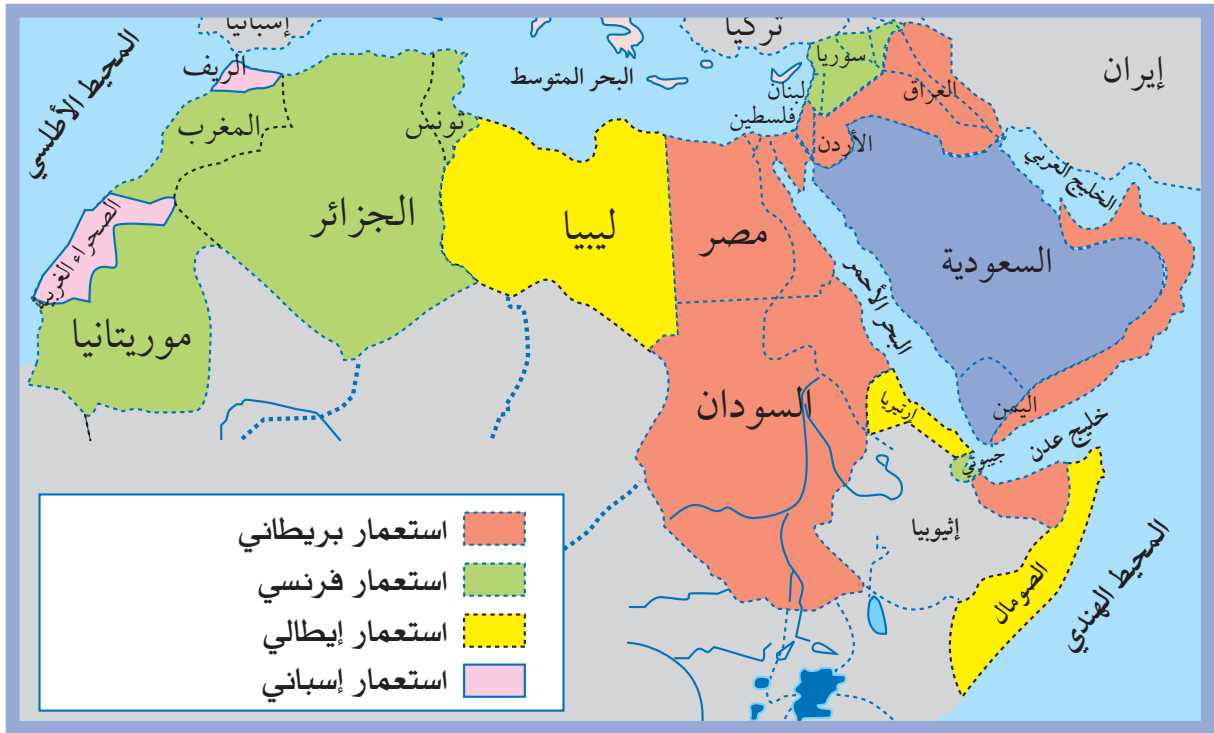 إسبانيا
تركيا
المحيط الأطلسي
الريف
البحر المتوسط
سوريا
إيران
لبنان
العراق
المغرب
تونس
فلسطين
الأردن
الخليج العربي
الصحراء الغربية
الجزائر
ليبيا
مصر
السعودية
البحر الأحمر
موريتانيا
السودان
إرتيريا
اليمن
خليج عدن
جيبوتي
إثيوبيا
الصومال
المحيط الهندي
استعمار بريطاني
استعمار فرنسي
استعمار إيطالي
استعمار إسباني